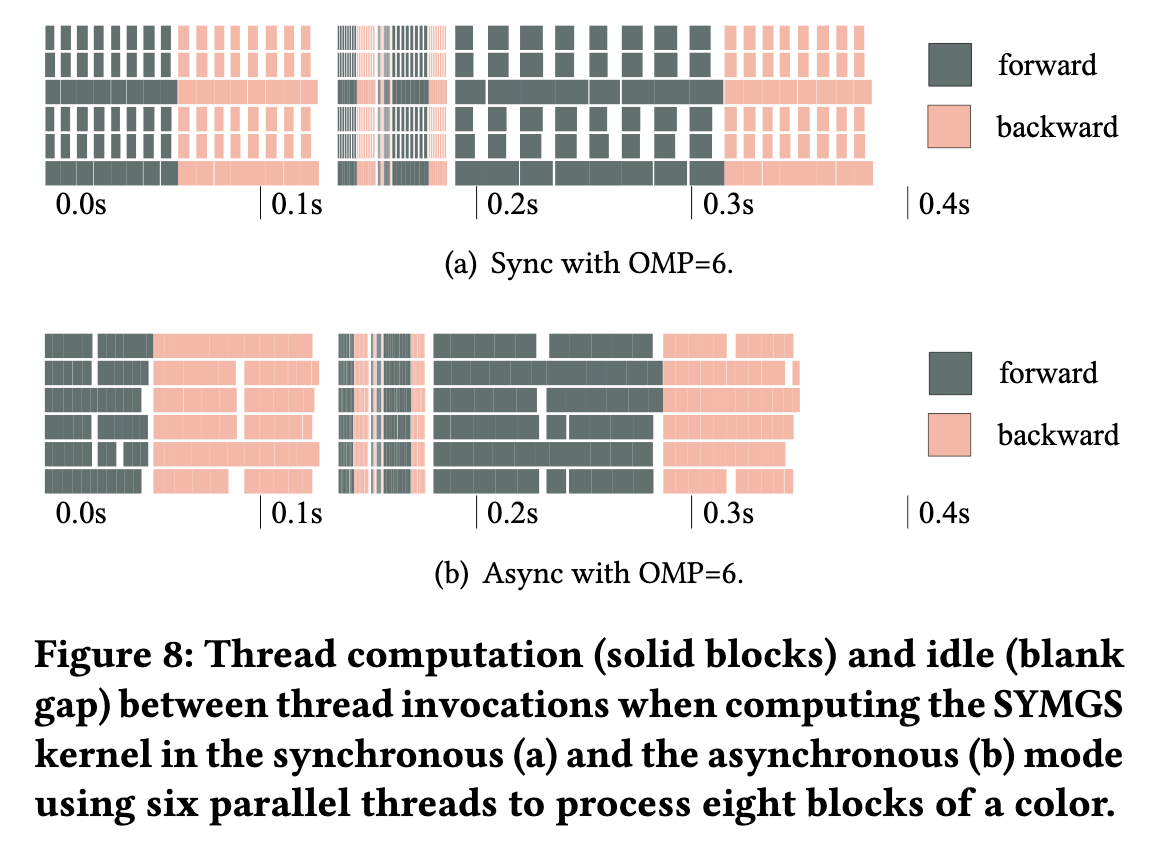 forward
backward
0.0s 0.1s 0.2s 0.3s 0.4s
(a) Sync with OMP=6.
forward
backward
0.0s 0.1s 0.2s 0.3s 0.4s
(b) Async with OMP=6.
Figure 8: Thread computation (solid blocks) and idle (blank
gap) between thread invocations when computing the SYMGS
kernel in the synchronous (a) and the asynchronous (b) mode
using six parallel threads to process eight blocks of a color.